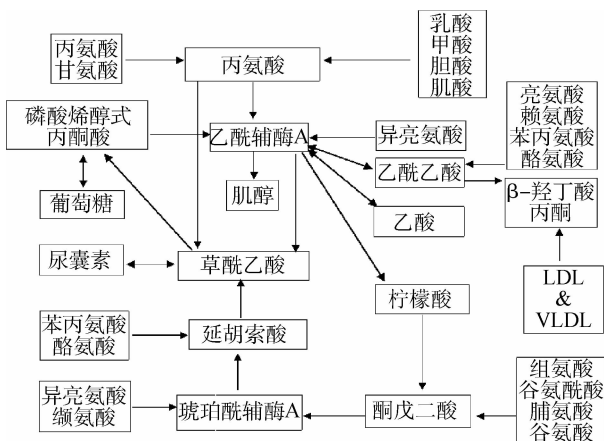 丙氨酸
甘氨酸
丙氨酸
乳酸
甲酸
胆酸
肌酸
磷酸烯醇式
丙酮酸
乙酰辅酶A
异亮氨酸
亮氨酸
赖氨酸
苯丙氨酸
酪氨酸
乙酰乙酸
葡萄糖
肌醇
乙酸
β-羟丁酸
丙酮
尿囊素
草酰乙酸
柠檬酸
LDL
&
VLDL
苯丙氨酸
酪氨酸
延胡索酸
异亮氨酸
缬氨酸
琥珀酰辅酶A
酮戊二酸
组氨酸
谷氨酰酸
脯氨酸
谷氨酸